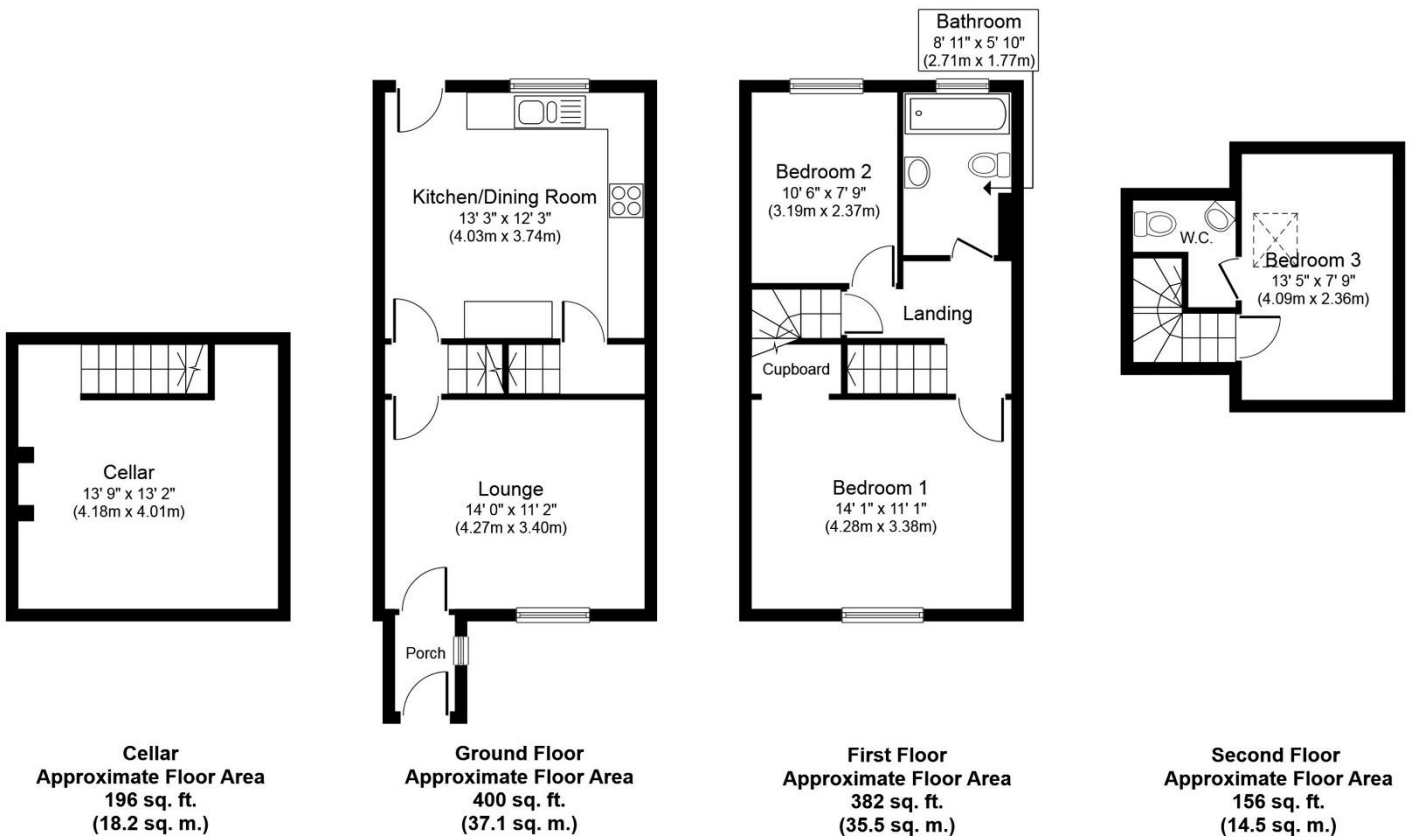 Bathroom
8' 11" x 5' 10"
(2.71m x 1.77m)
Kitchen/Dining Room
13' 3" x 12' 3"
(4.03m x 3.74m)
Bedroom 2
10' 6" x 7' 9"
(3.19m x 2.37m)
W.C.
Bedroom 3
13' 5" x 7' 9"
(4.09m x 2.36m)
Landing
Cupboard
Cellar
13' 9" x 13' 2"
(4.18m x 4.01m)
Lounge
14' 0" x 11' 2"
(4.27m x 3.40m)
Bedroom 1
14' 1" x 11' 1"
(4.28m x 3.38m)
Porch
Cellar
Approximate Floor Area
196 sq. ft.
(18.2 sq. m.)
Ground Floor
Approximate Floor Area
400 sq. ft.
(37.1 sq. m.)
First Floor
Approximate Floor Area
382 sq. ft.
(35.5 sq. m.)
Second Floor
Approximate Floor Area
156 sq. ft.
(14.5 sq. m.)